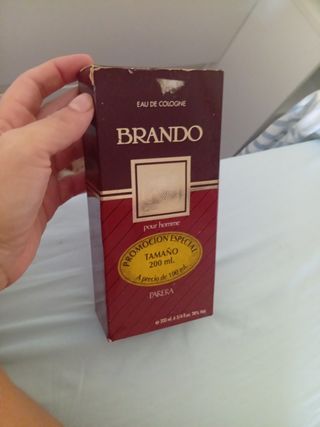 EAU DE COLOGNE
BRANDO
pour homme
PROMOCION ESPECIAL
TAMAÑO
200 ml.
A precio de 100 ml.
PARERA